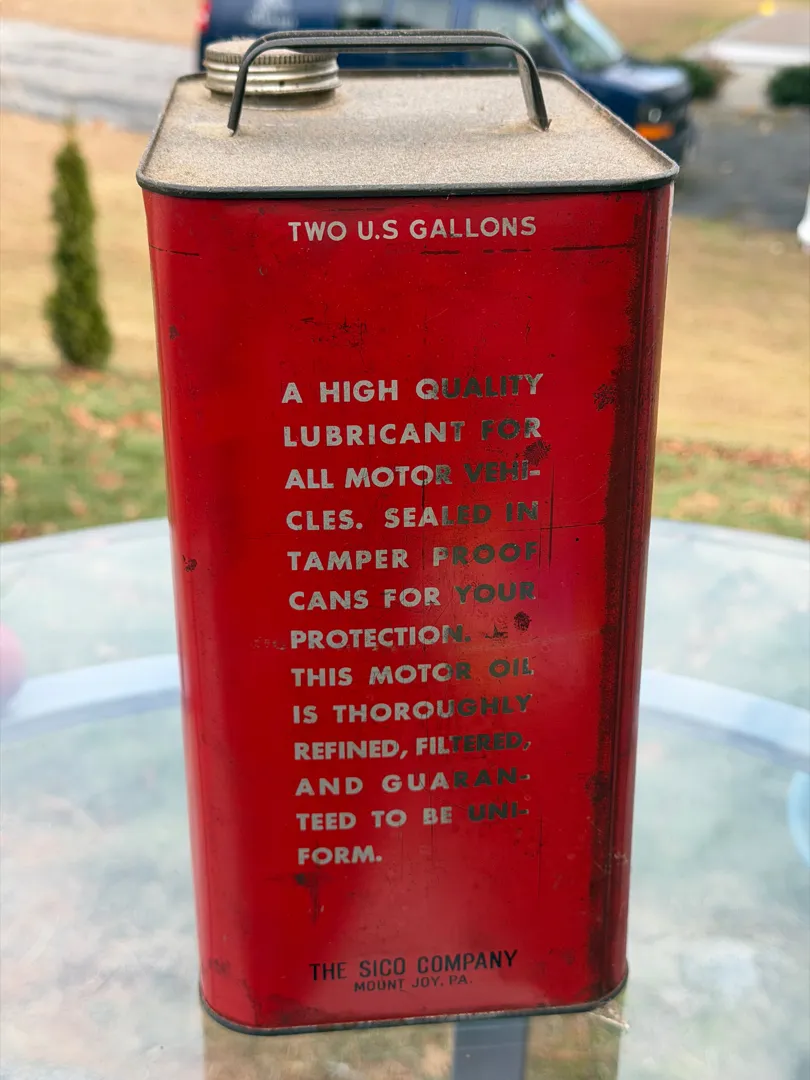 TWO U.S GALLONS
A HIGH QUALITY
LUBRICANT FOR
ALL MOTOR VEHI-
CLES. SEALED IN
TAMPER PROOF
CANS FOR YOUR
PROTECTION.
THIS MOTOR OIL
IS THOROUGHLY
REFINED, FILTERED,
AND GUARAN-
TEED TO BE UNI-
FORM.
THE SICO COMPANY
MOUNT JOY, PA.